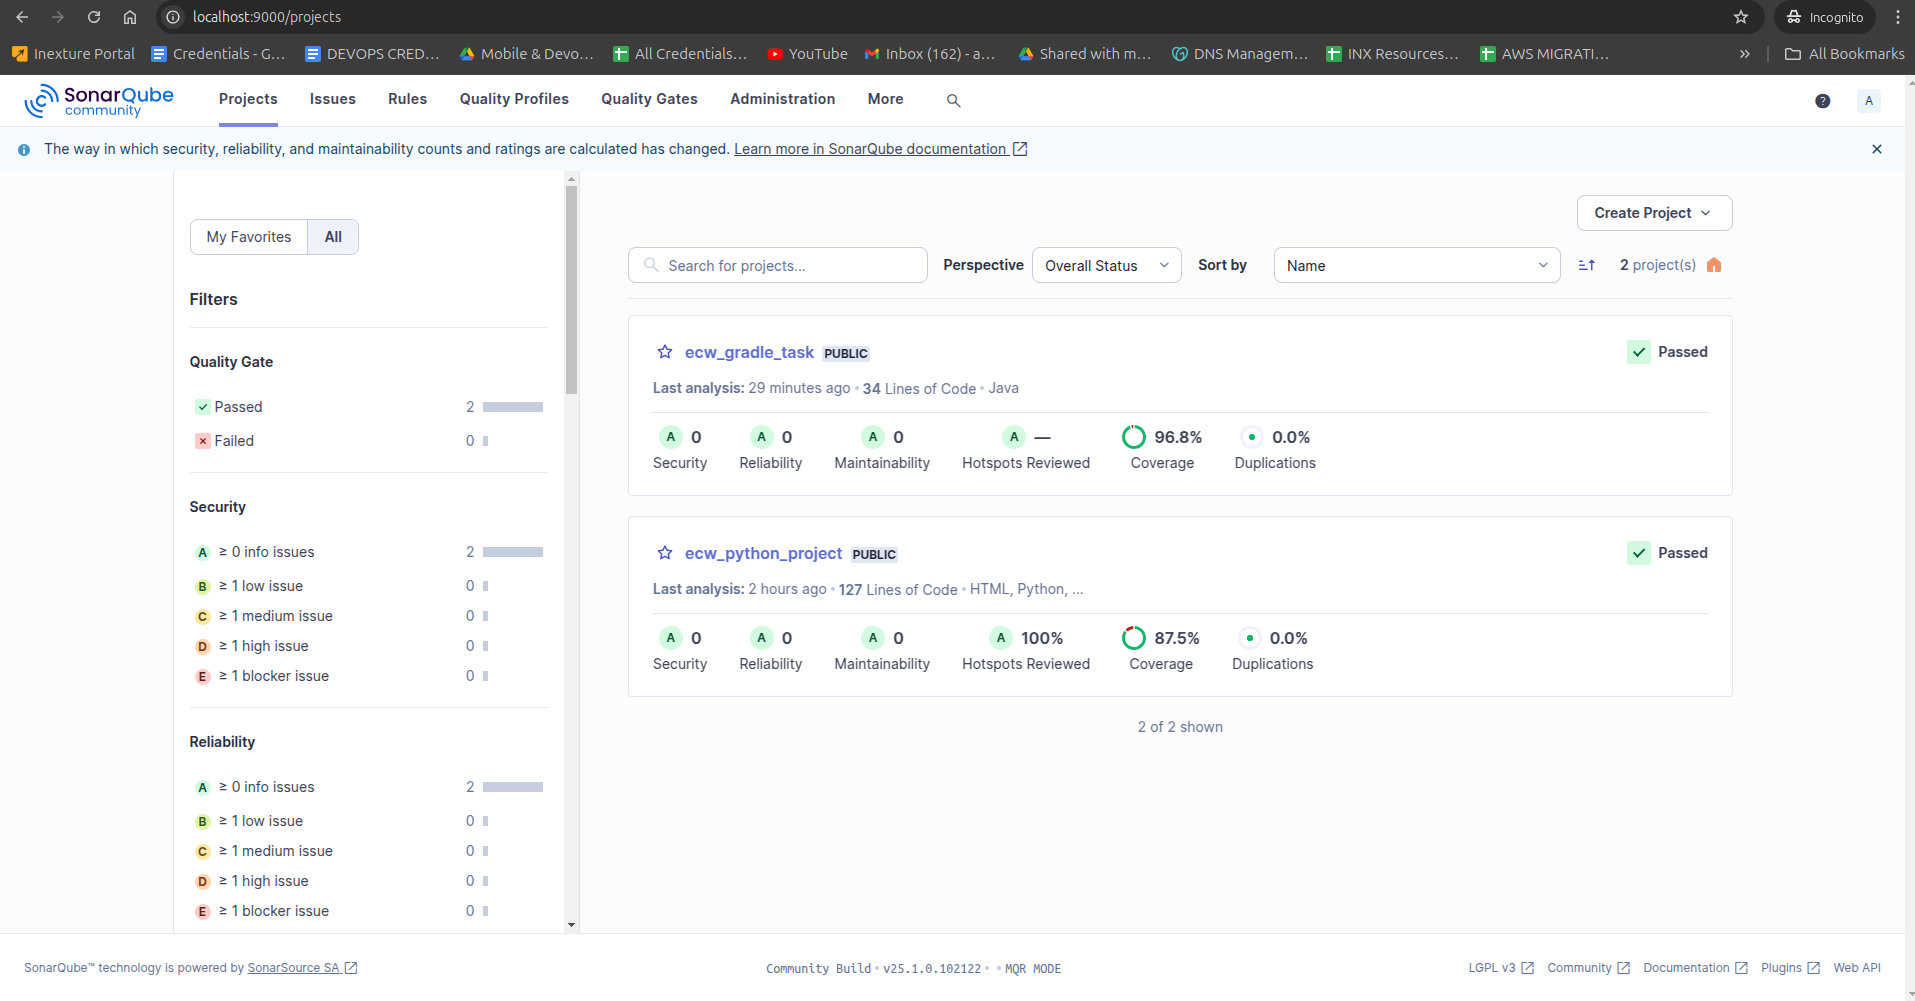 localhost:9000/projects
Incognito
Inexture Portal
Credentials - G...
DEVOPS CRED...
Mobile & Devo...
All Credentials...
YouTube
Inbox (162) - a...
Shared with m...
DNS Managem...
INX Resources...
AWS MIGRATI...
»
All Bookmarks
SonarQube
community
Projects
Issues
Rules
Quality Profiles
Quality Gates
Administration
More
?
A
The way in which security, reliability, and maintainability counts and ratings are calculated has changed. Learn more in SonarQube documentation
My Favorites
All
Filters
Quality Gate
Passed 2
Failed 0
Security
A ≥ 0 info issues 2
B ≥ 1 low issue 0
C ≥ 1 medium issue 0
D ≥ 1 high issue 0
E ≥ 1 blocker issue 0
Reliability
A ≥ 0 info issues 2
B ≥ 1 low issue 0
C ≥ 1 medium issue 0
D ≥ 1 high issue 0
E ≥ 1 blocker issue 0
Create Project
Search for projects...
Perspective
Overall Status
Sort by
Name
2 project(s)
ecw_gradle_task PUBLIC
Passed
Last analysis: 29 minutes ago • 34 Lines of Code • Java
A 0
Security
A 0
Reliability
A 0
Maintainability
A —
Hotspots Reviewed
96.8%
Coverage
0.0%
Duplications
ecw_python_project PUBLIC
Passed
Last analysis: 2 hours ago • 127 Lines of Code • HTML, Python, ...
A 0
Security
A 0
Reliability
A 0
Maintainability
A 100%
Hotspots Reviewed
87.5%
Coverage
0.0%
Duplications
2 of 2 shown
SonarQube™ technology is powered by SonarSource SA
Community Build • v25.1.0.102122 • • MQR MODE
LGPL v3
Community
Documentation
Plugins
Web API